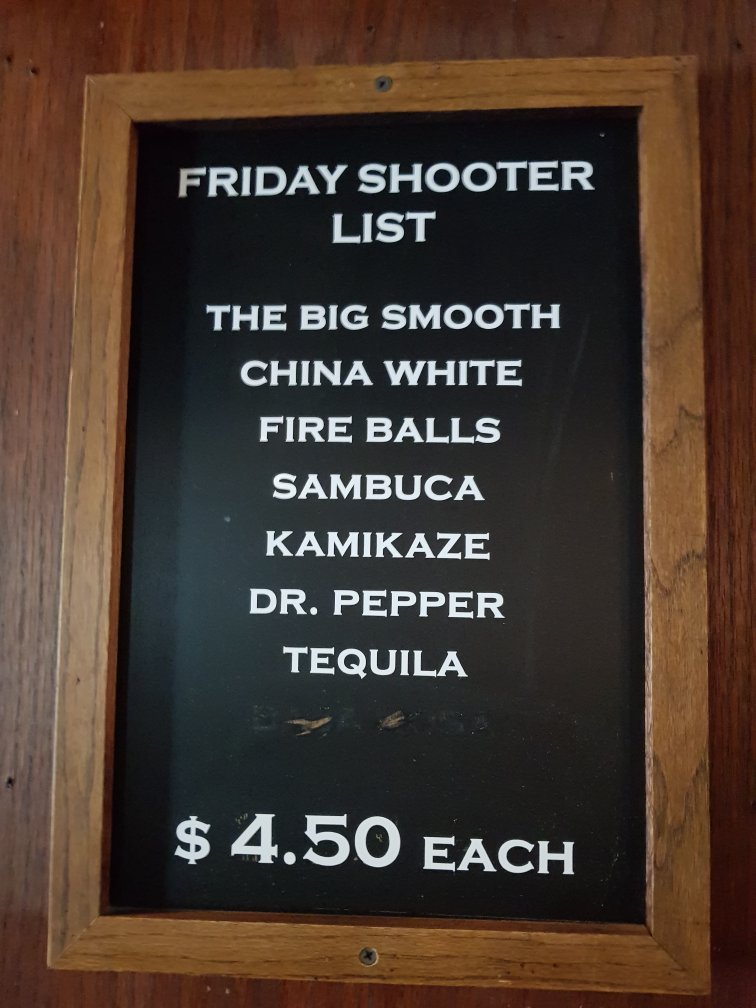 FRIDAY SHOOTER
LIST
THE BIG SMOOTH
CHINA WHITE
FIRE BALLS
SAMBUCA
KAMIKAZE
DR. PEPPER
TEQUILA
$ 4.50 EACH